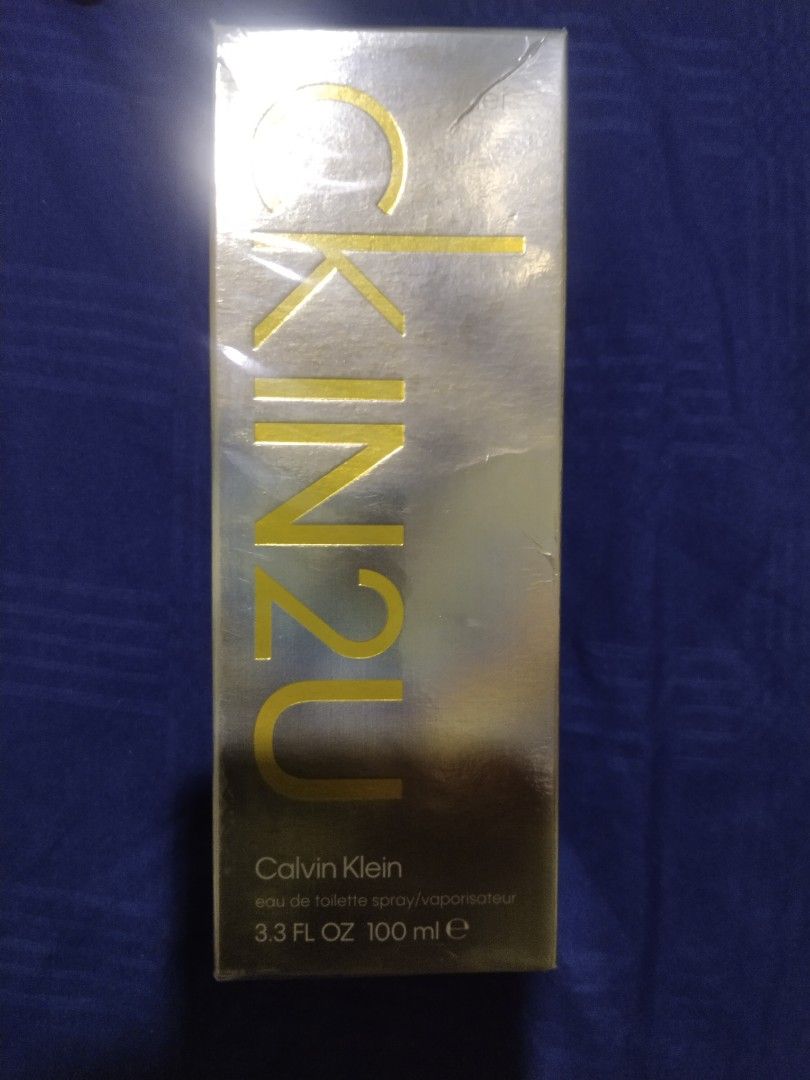 ckIN2U
Calvin Klein
eau de toilette spray/vaporisateur
3.3 FL OZ 100 ml ℮